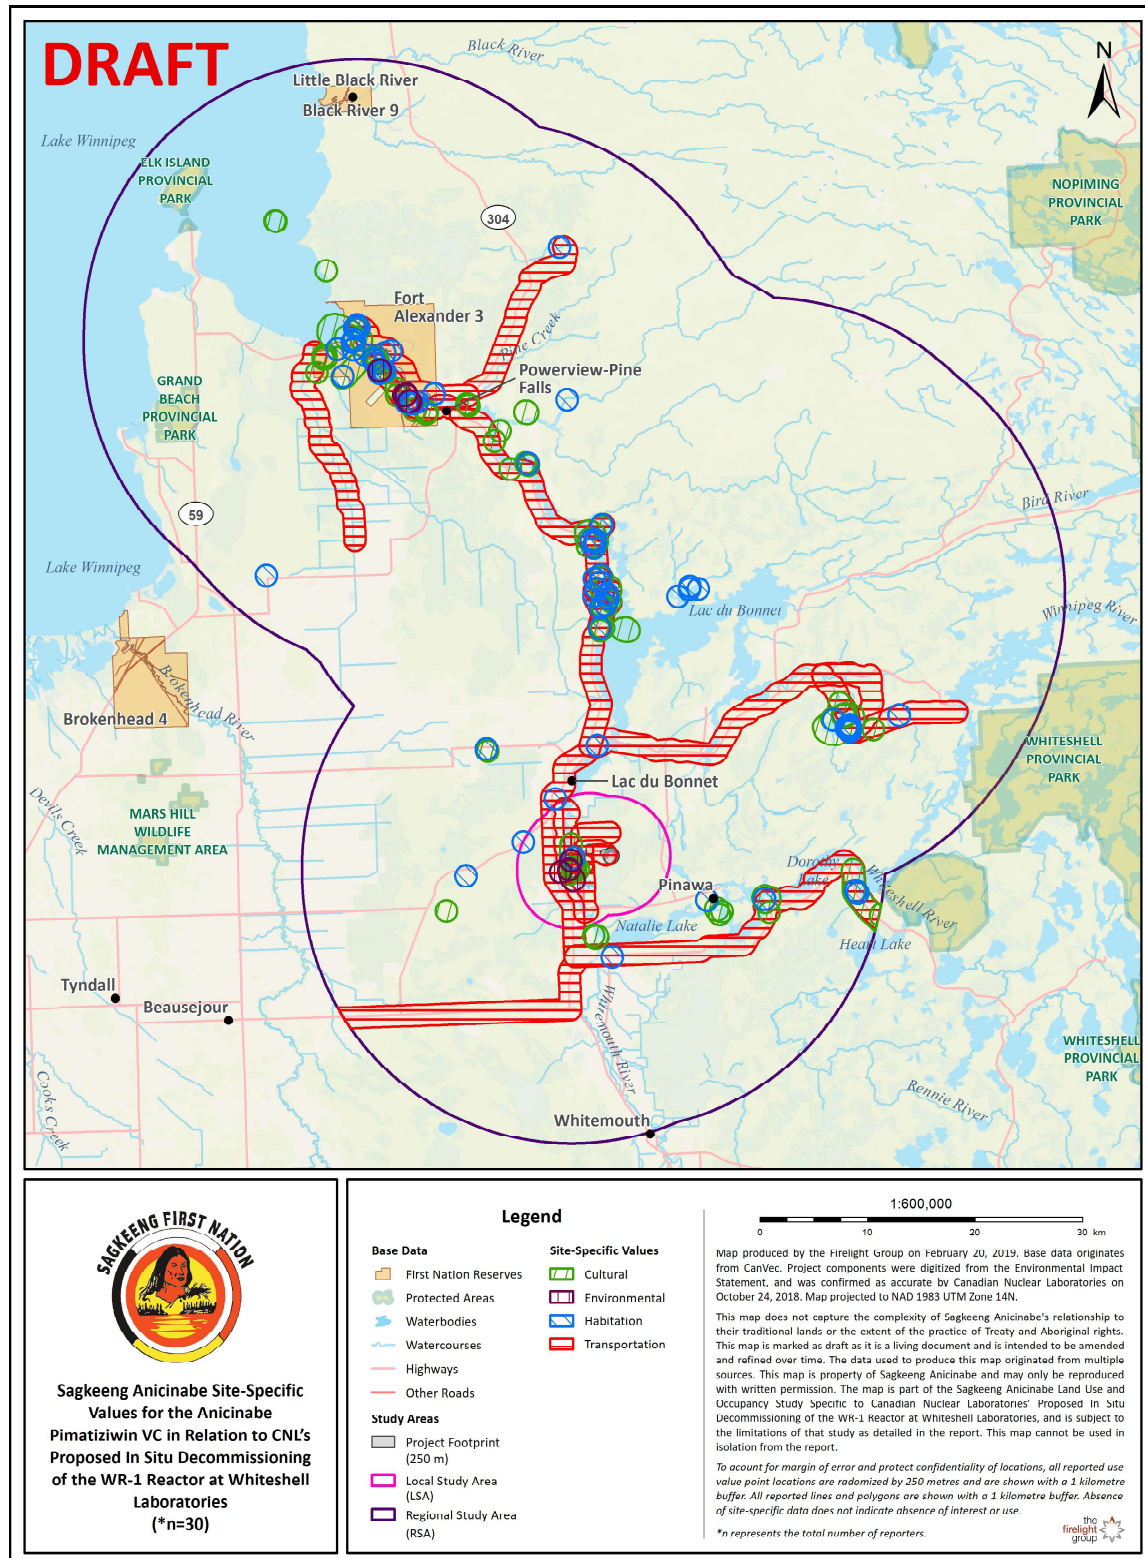 DRAFT
Black River
N
Little Black River
Black River 9
Lake Winnipeg
ELK ISLAND
PROVINCIAL
PARK
NOPIMING
PROVINCIAL
PARK
304
Fort
Alexander 3
Pine Creek
Powerview-Pine
Falls
GRAND
BEACH
PROVINCIAL
PARK
59
Bird River
Lake Winnipeg
Lac du Bonnet
Winnipeg River
Brokenhead River
Brokenhead 4
WHITESHELL
PROVINCIAL
PARK
Lac du Bonnet
Devils Creek
MARS HILL
WILDLIFE
MANAGEMENT AREA
Dorothy
Lake
Whiteshell River
Pinawa
Natalie Lake
Heart Lake
Tyndall
Beausejour
Whitemouth River
WHITESHELL
PROVINCIAL
PARK
Cooks Creek
Rennie River
Whitemouth
SAGKEENG FIRST NATION
Sagkeeng Anicinabe Site-Specific
Values for the Anicinabe
Pimatiziwin VC in Relation to CNL's
Proposed In Situ Decommissioning
of the WR-1 Reactor at Whiteshell
Laboratories
(*n=30)
Legend
Base Data
First Nation Reserves
Protected Areas
Waterbodies
Watercourses
Highways
Other Roads
Study Areas
Project Footprint
(250 m)
Local Study Area
(LSA)
Regional Study Area
(RSA)
Site-Specific Values
Cultural
Environmental
Habitation
Transportation
1:600,000
0 10 20 30 km
Map produced by the Firelight Group on February 20, 2019. Base data originates
from CanVec. Project components were digitized from the Environmental Impact
Statement, and was confirmed as accurate by Canadian Nuclear Laboratories on
October 24, 2018. Map projected to NAD 1983 UTM Zone 14N.
This map does not capture the complexity of Sagkeeng Anicinabe's relationship to
their traditional lands or the extent of the practice of Treaty and Aboriginal rights.
This map is marked as draft as it is a living document and is intended to be amended
and refined over time. The data used to produce this map originated from multiple
sources. This map is property of Sagkeeng Anicinabe and may only be reproduced
with written permission. The map is part of the Sagkeeng Anicinabe Land Use and
Occupancy Study Specific to Canadian Nuclear Laboratories' Proposed In Situ
Decommissioning of the WR-1 Reactor at Whiteshell Laboratories, and is subject to
the limitations of that study as detailed in the report. This map cannot be used in
isolation from the report.
To acount for margin of error and protect confidentiality of locations, all reported use
value point locations are radomized by 250 metres and are shown with a 1 kilometre
buffer. All reported lines and polygons are shown with a 1 kilometre buffer. Absence
of site-specific data does not indicate absence of interest or use.
*n represents the total number of reporters.
the
firelight
group